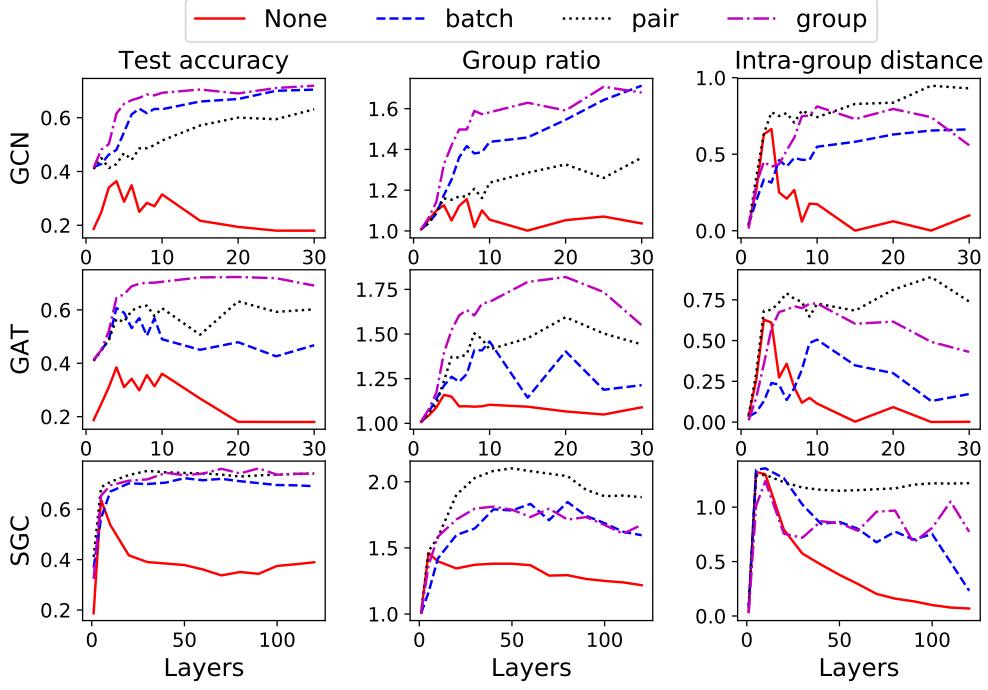 None batch pair group
Test accuracy Group ratio Intra-group distance
GCN
0.6
0.4
0.2
0 10 20 30
1.6
1.4
1.2
1.0
0 10 20 30
1.0
0.5
0.0
0 10 20 30
GAT
0.6
0.4
0.2
0 10 20 30
1.75
1.50
1.25
1.00
0 10 20 30
0.75
0.50
0.25
0.00
0 10 20 30
SGC
0.6
0.4
0.2
0 50 100
2.0
1.5
1.0
0 50 100
1.0
0.5
0.0
0 50 100
Layers Layers Layers